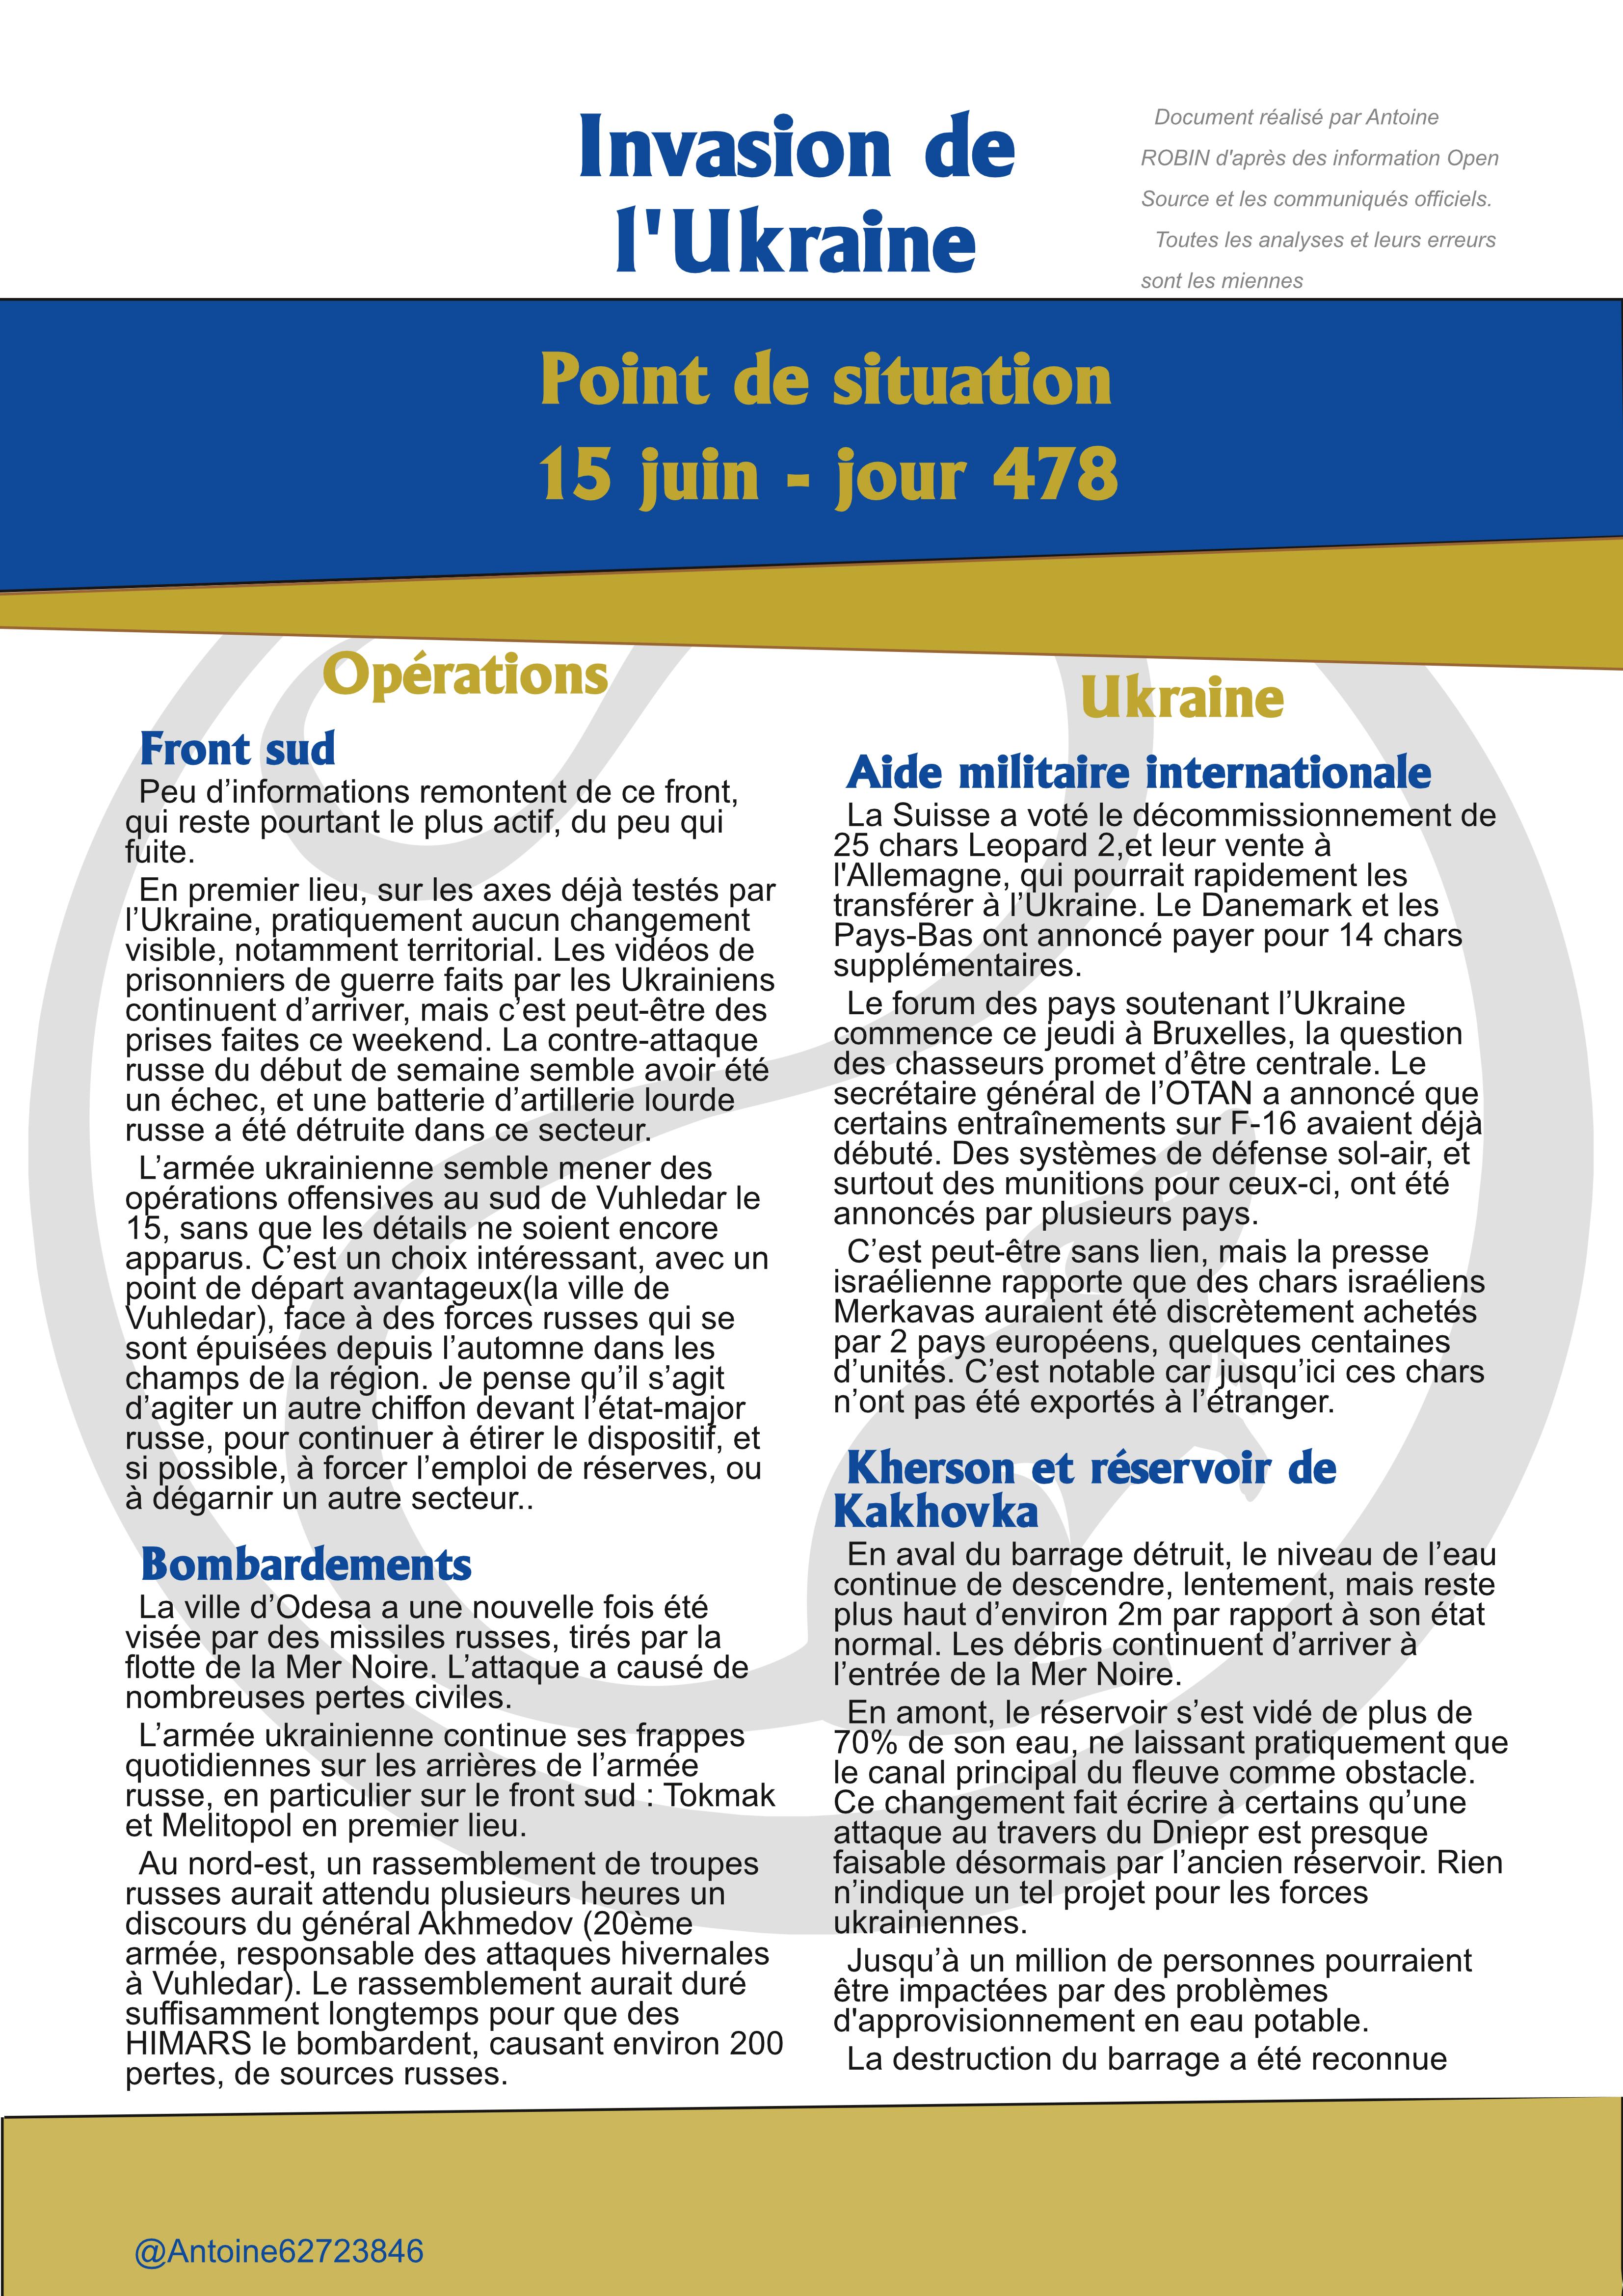 Invasion de
l'Ukraine
Document réalisé par Antoine
ROBIN d'après des information Open
Source et les communiqués officiels.
Toutes les analyses et leurs erreurs
sont les miennes
Point de situation
15 juin - jour 478
Opérations
Front sud
Peu d’informations remontent de ce front,
qui reste pourtant le plus actif, du peu qui
fuite.
En premier lieu, sur les axes déjà testés par
l’Ukraine, pratiquement aucun changement
visible, notamment territorial. Les vidéos de
prisonniers de guerre faits par les Ukrainiens
continuent d’arriver, mais c’est peut-être des
prises faites ce weekend. La contre-attaque
russe du début de semaine semble avoir été
un échec, et une batterie d’artillerie lourde
russe a été détruite dans ce secteur.
L’armée ukrainienne semble mener des
opérations offensives au sud de Vuhledar le
15, sans que les détails ne soient encore
apparus. C’est un choix intéressant, avec un
point de départ avantageux(la ville de
Vuhledar), face à des forces russes qui se
sont épuisées depuis l’automne dans les
champs de la région. Je pense qu’il s’agit
d’agiter un autre chiffon devant l’état-major
russe, pour continuer à étirer le dispositif, et
si possible, à forcer l’emploi de réserves, ou
à dégarnir un autre secteur..
Bombardements
La ville d’Odesa a une nouvelle fois été
visée par des missiles russes, tirés par la
flotte de la Mer Noire. L’attaque a causé de
nombreuses pertes civiles.
L’armée ukrainienne continue ses frappes
quotidiennes sur les arrières de l’armée
russe, en particulier sur le front sud : Tokmak
et Melitopol en premier lieu.
Au nord-est, un rassemblement de troupes
russes aurait attendu plusieurs heures un
discours du général Akhmedov (20ème
armée, responsable des attaques hivernales
à Vuhledar). Le rassemblement aurait duré
suffisamment longtemps pour que des
HIMARS le bombardent, causant environ 200
pertes, de sources russes.
Ukraine
Aide militaire internationale
La Suisse a voté le décommissionnement de
25 chars Leopard 2,et leur vente à
l'Allemagne, qui pourrait rapidement les
transférer à l’Ukraine. Le Danemark et les
Pays-Bas ont annoncé payer pour 14 chars
supplémentaires.
Le forum des pays soutenant l’Ukraine
commence ce jeudi à Bruxelles, la question
des chasseurs promet d’être centrale. Le
secrétaire général de l’OTAN a annoncé que
certains entraînements sur F-16 avaient déjà
débuté. Des systèmes de défense sol-air, et
surtout des munitions pour ceux-ci, ont été
annoncés par plusieurs pays.
C’est peut-être sans lien, mais la presse
israélienne rapporte que des chars israéliens
Merkavas auraient été discrètement achetés
par 2 pays européens, quelques centaines
d’unités. C’est notable car jusqu’ici ces chars
n’ont pas été exportés à l’étranger.
Kherson et réservoir de
Kakhovka
En aval du barrage détruit, le niveau de l’eau
continue de descendre, lentement, mais reste
plus haut d’environ 2m par rapport à son état
normal. Les débris continuent d’arriver à
l’entrée de la Mer Noire.
En amont, le réservoir s’est vidé de plus de
70% de son eau, ne laissant pratiquement que
le canal principal du fleuve comme obstacle.
Ce changement fait écrire à certains qu’une
attaque au travers du Dniepr est presque
faisable désormais par l’ancien réservoir. Rien
n’indique un tel projet pour les forces
ukrainiennes.
Jusqu’à un million de personnes pourraient
être impactées par des problèmes
d'approvisionnement en eau potable.
La destruction du barrage a été reconnue
@Antoine62723846